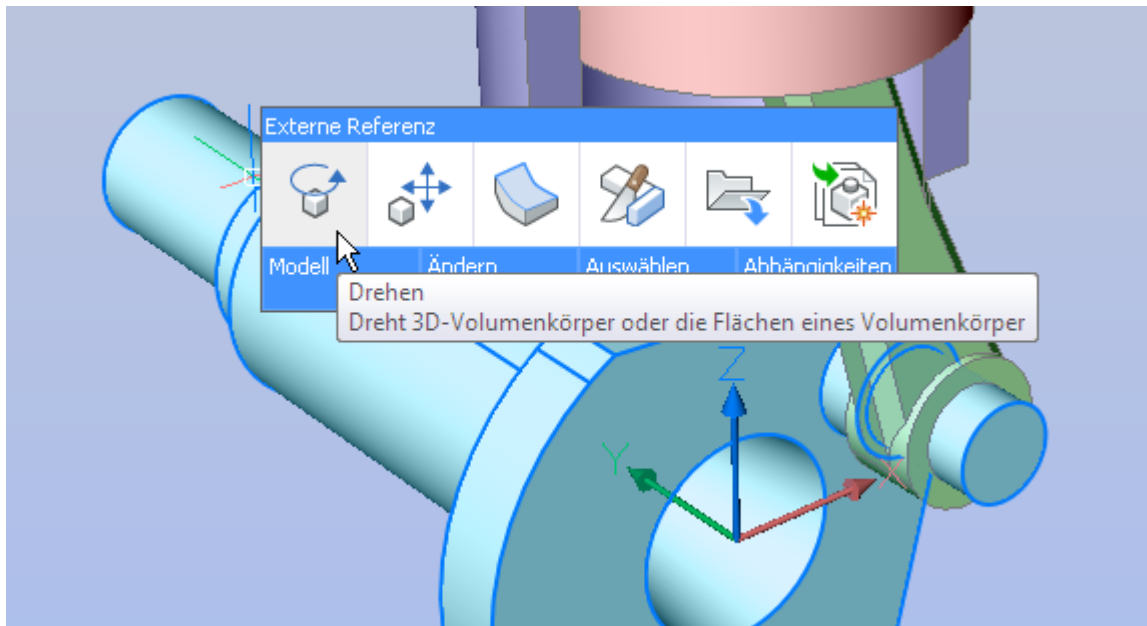 Externe Referenz
Modell Ändern Auswählen Abhängigkeiten
Drehen
Dreht 3D-Volumenkörper oder die Flächen eines Volumenkörper
Z
Y
X